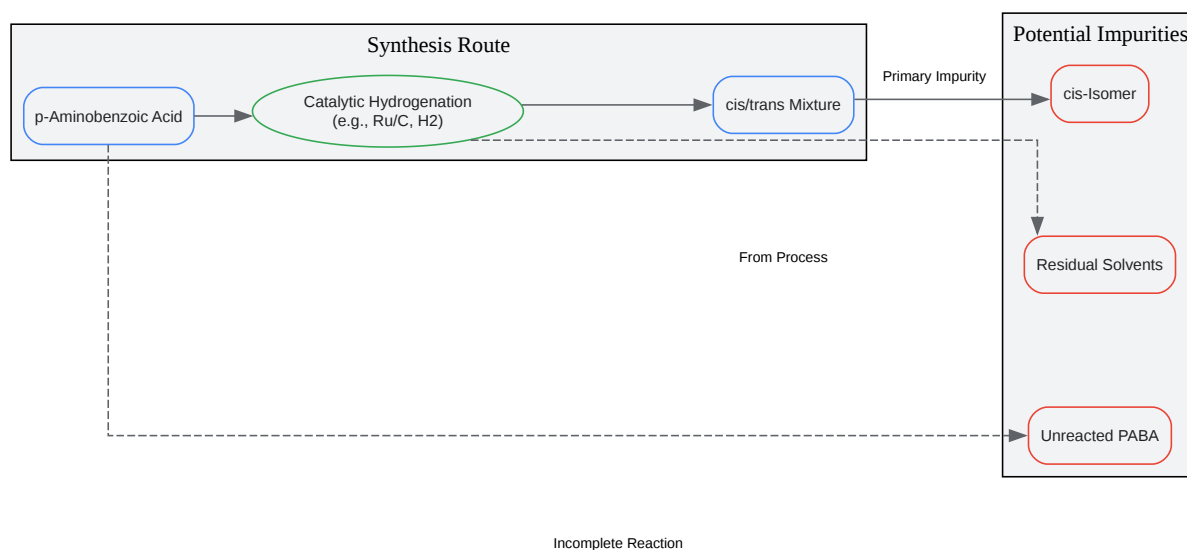 Synthesis Route
p-Aminobenzoic Acid
Catalytic Hydrogenation
(e.g., Ru/C, H2)
cis/trans Mixture
Primary Impurity
Potential Impurities
cis-Isomer
From Process
Residual Solvents
Unreacted PABA
Incomplete Reaction